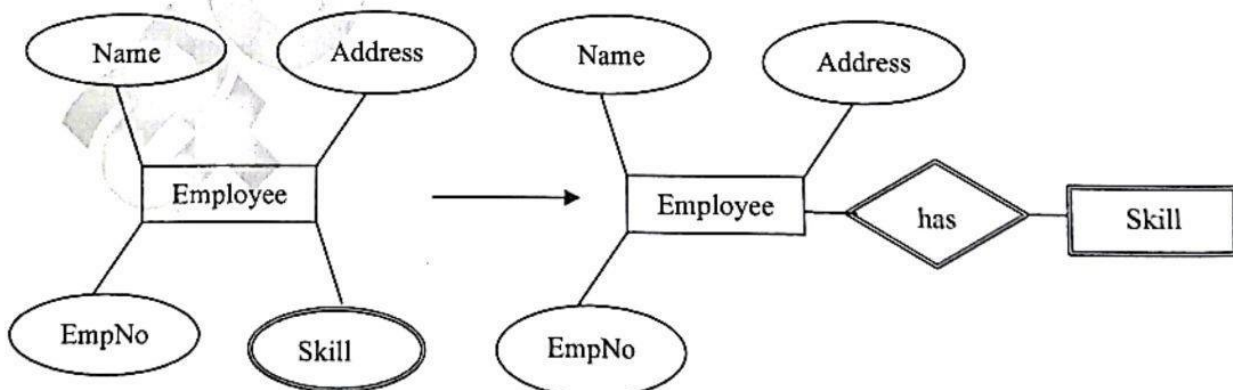 Name
Address
Employee
EmpNo
Skill
Name
Address
Employee
has
Skill
EmpNo